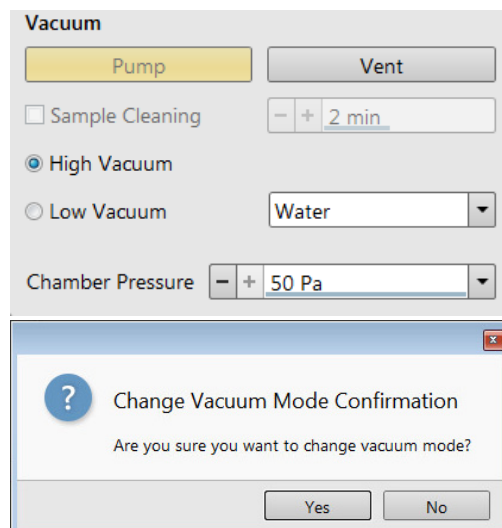 Vacuum
Pump Vent
Sample Cleaning − + 2 min
High Vacuum
Low Vacuum Water
Chamber Pressure − + 50 Pa
?
Change Vacuum Mode Confirmation
Are you sure you want to change vacuum mode?
Yes No